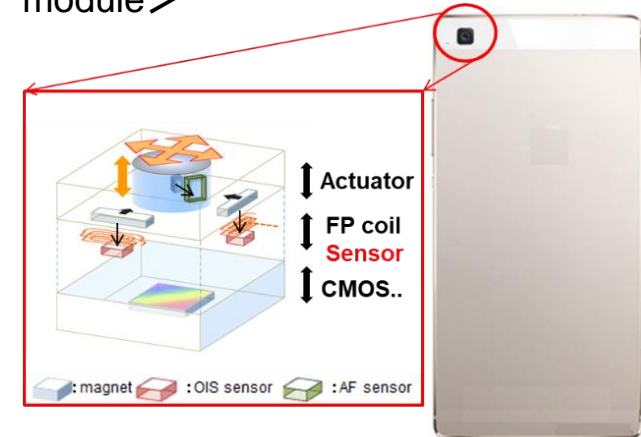 module＞
Actuator
FP coil
Sensor
CMOS..
: magnet :OIS sensor :AF sensor